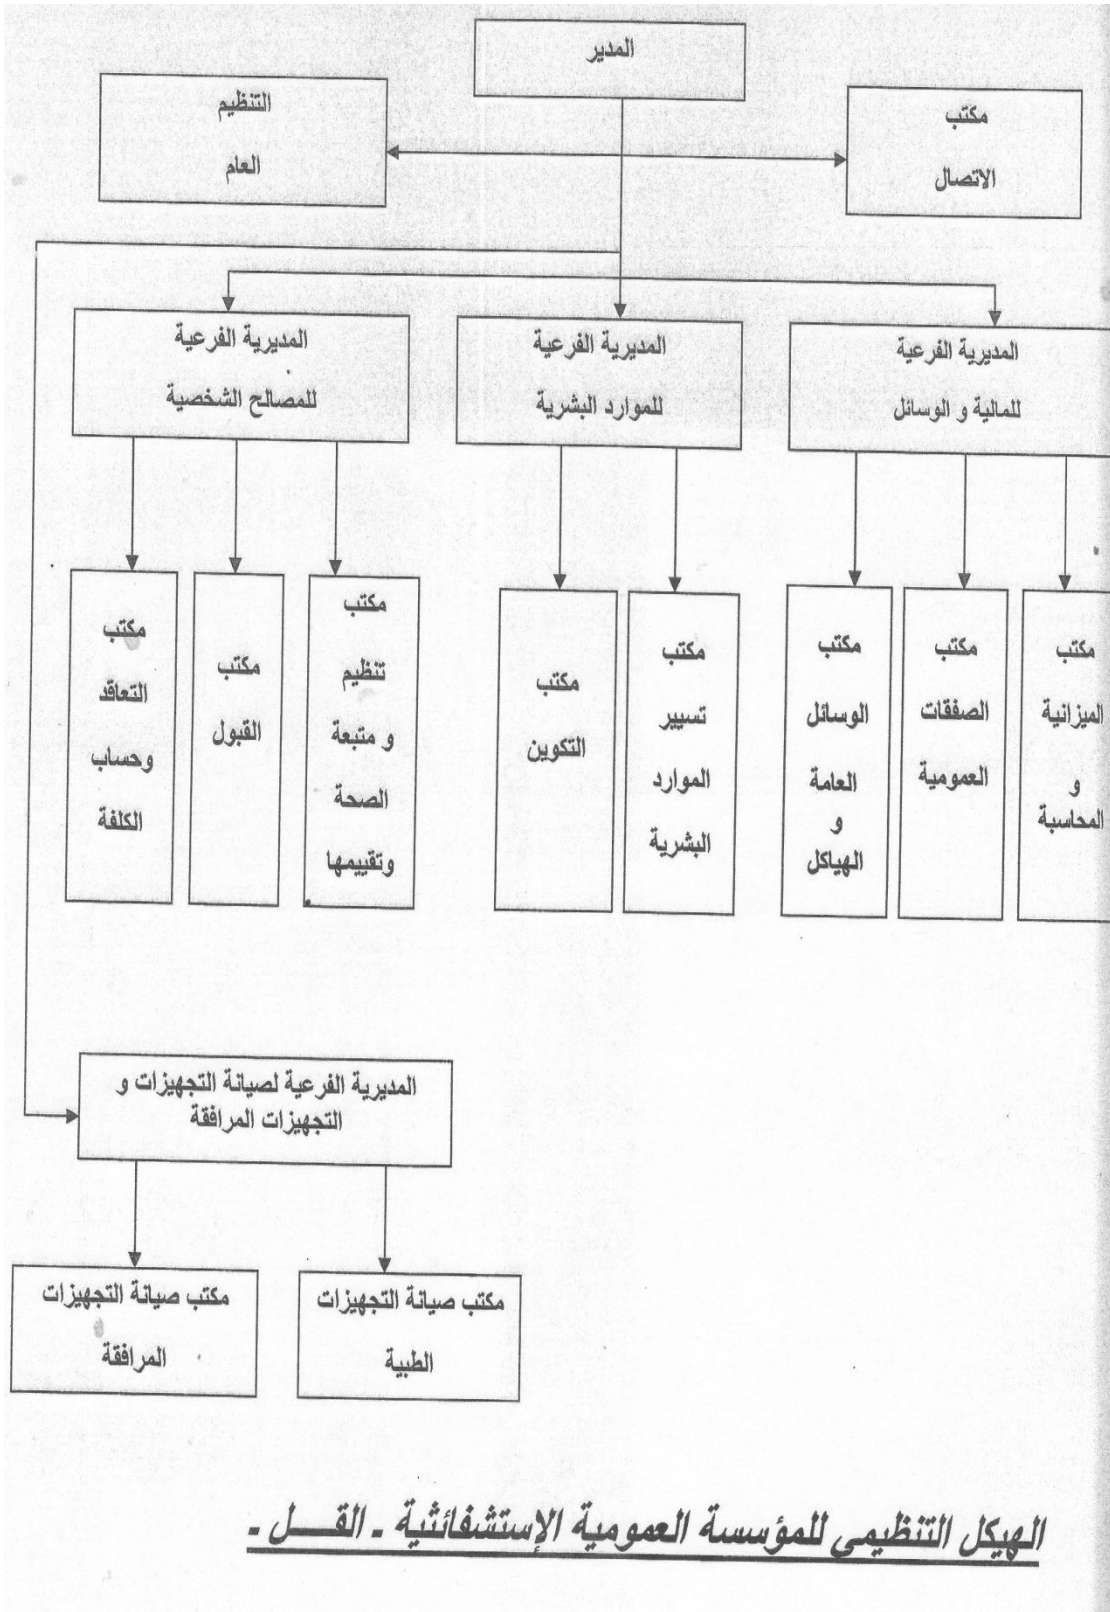 المدير
مكتب
الاتصال
التنظيم
العام
المديرية الفرعية
للمالية و الوسائل
المديرية الفرعية
للموارد البشرية
المديرية الفرعية
للمصالح الشخصية
مكتب
الميزانية
و
المحاسبة
مكتب
الصفقات
العمومية
مكتب
الوسائل
العامة
و
الهياكل
مكتب
تسيير
الموارد
البشرية
مكتب
التكوين
مكتب
تنظيم
و متبعة
الصحة
وتقييمها
مكتب
القبول
مكتب
التعاقد
وحساب
الكلفة
المديرية الفرعية لصيانة التجهيزات و
التجهيزات المرافقة
مكتب صيانة التجهيزات
الطبية
مكتب صيانة التجهيزات
المرافقة
الهيكل التنظيمي للمؤسسة العمومية الإستشفائثية - القـــل -